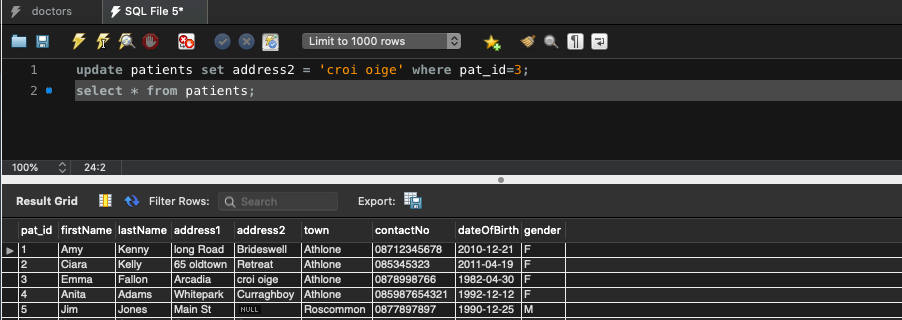 doctors SQL File 5*
Limit to 1000 rows
1 update patients set address2 = 'croi oige' where pat_id=3;
2 select * from patients;
100% 24:2
Result Grid Filter Rows: Search Export:
pat_id firstName lastName address1 address2 town contactNo dateOfBirth gender
1 Amy Kenny long Road Brideswell Athlone 08712345678 2010-12-21 F
2 Ciara Kelly 65 oldtown Retreat Athlone 085345323 2011-04-19 F
3 Emma Fallon Arcadia croi oige Athlone 0878998766 1982-04-30 F
4 Anita Adams Whitepark Curraghboy Athlone 085987654321 1992-12-12 F
5 Jim Jones Main St NULL Roscommon 0877897897 1990-12-25 M